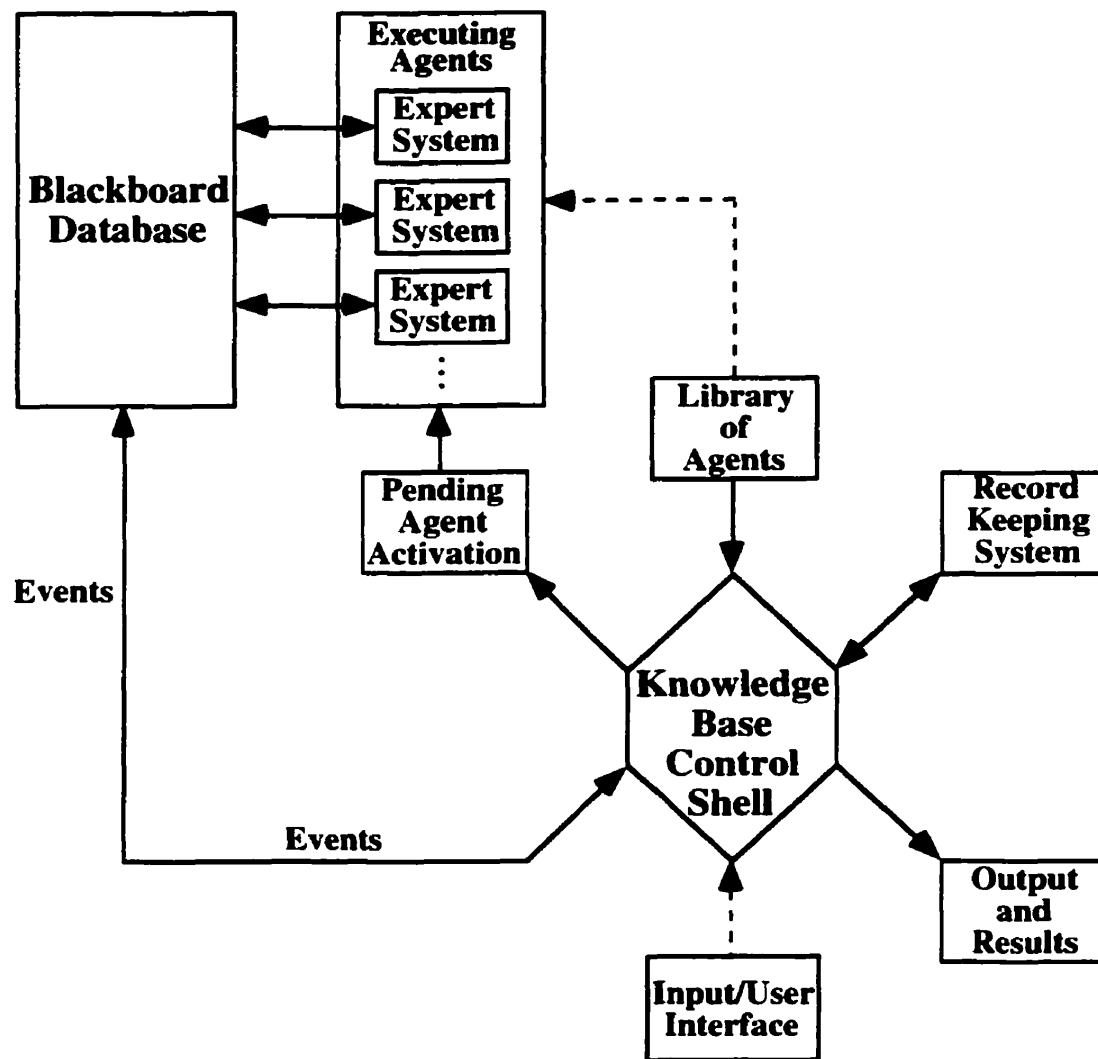 Executing
Agents
Expert
System
Blackboard
Database
Expert
System
Expert
System
Library
of
Agents
Pending
Agent
Activation
Record
Keeping
System
Events
Knowledge
Base
Control
Shell
Events
Output
and
Results
Input/User
Interface